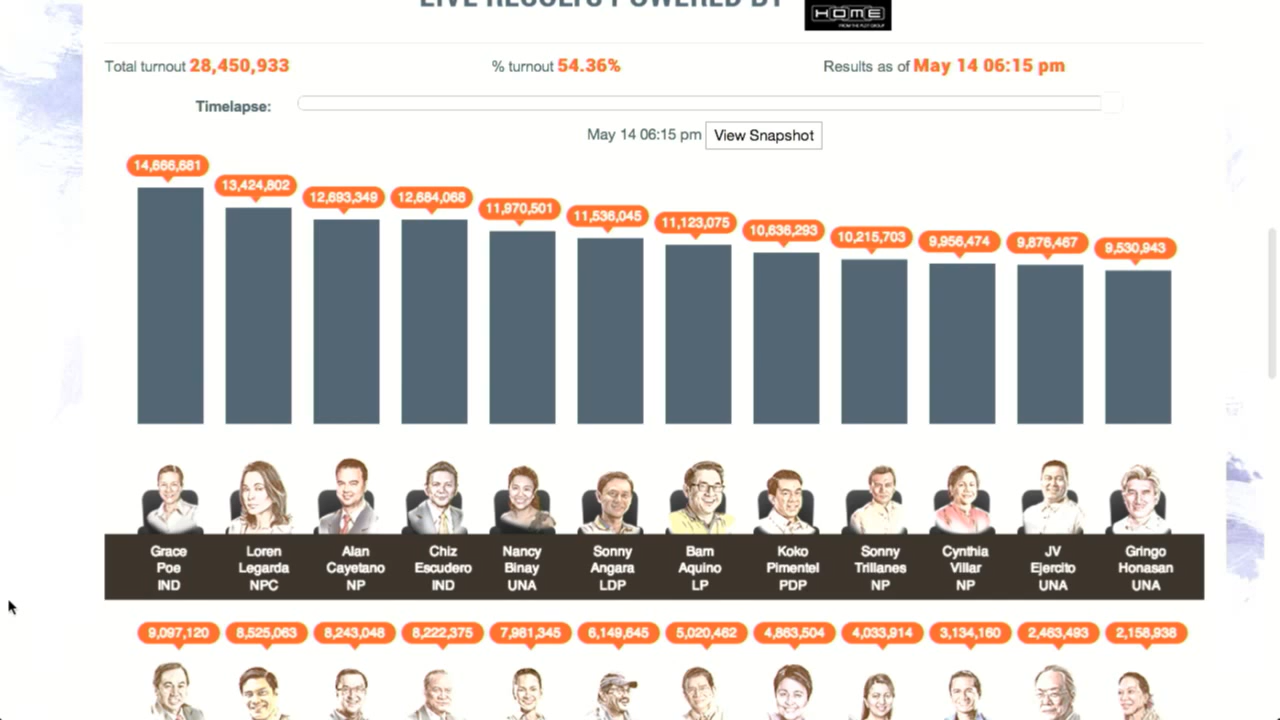 LIVE RESULTS POWERED BY
HOME
Total turnout 28,450,933
% turnout 54.36%
Results as of May 14 06:15 pm
Timelapse:
May 14 06:15 pm View Snapshot
14,666,681
13,424,802
12,693,349
12,684,068
11,970,501
11,536,045
11,123,075
10,636,293
10,215,703
9,956,474
9,876,467
9,530,943
Grace
Poe
IND
Loren
Legarda
NPC
Alan
Cayetano
NP
Chiz
Escudero
IND
Nancy
Binay
UNA
Sonny
Angara
LDP
Bam
Aquino
LP
Koko
Pimentel
PDP
Sonny
Trillanes
NP
Cynthia
Villar
NP
JV
Ejercito
UNA
Gringo
Honasan
UNA
9,097,120
8,525,063
8,243,048
8,222,375
7,981,345
6,149,645
5,020,462
4,863,504
4,033,914
3,134,160
2,463,493
2,158,938